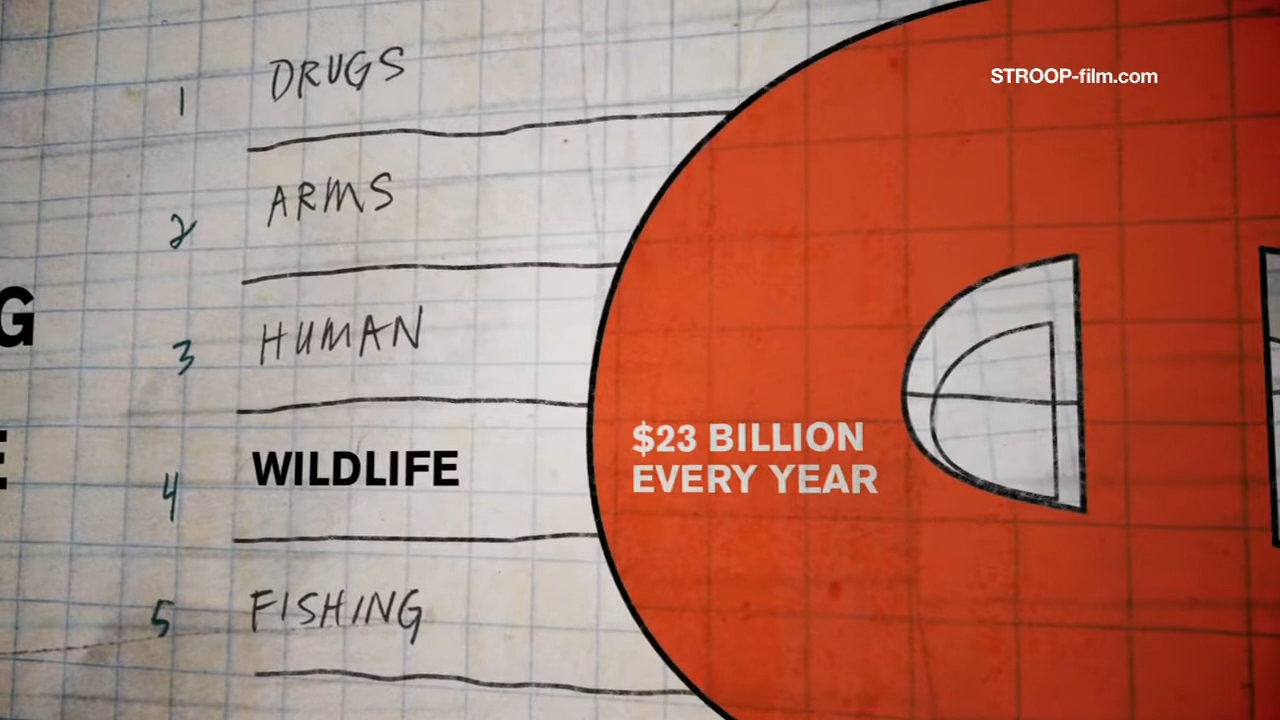 STROOP-film.com
1 DRUGS
2 ARMS
3 HUMAN
G
4 WILDLIFE
E
$23 BILLION
EVERY YEAR
5 FISHING